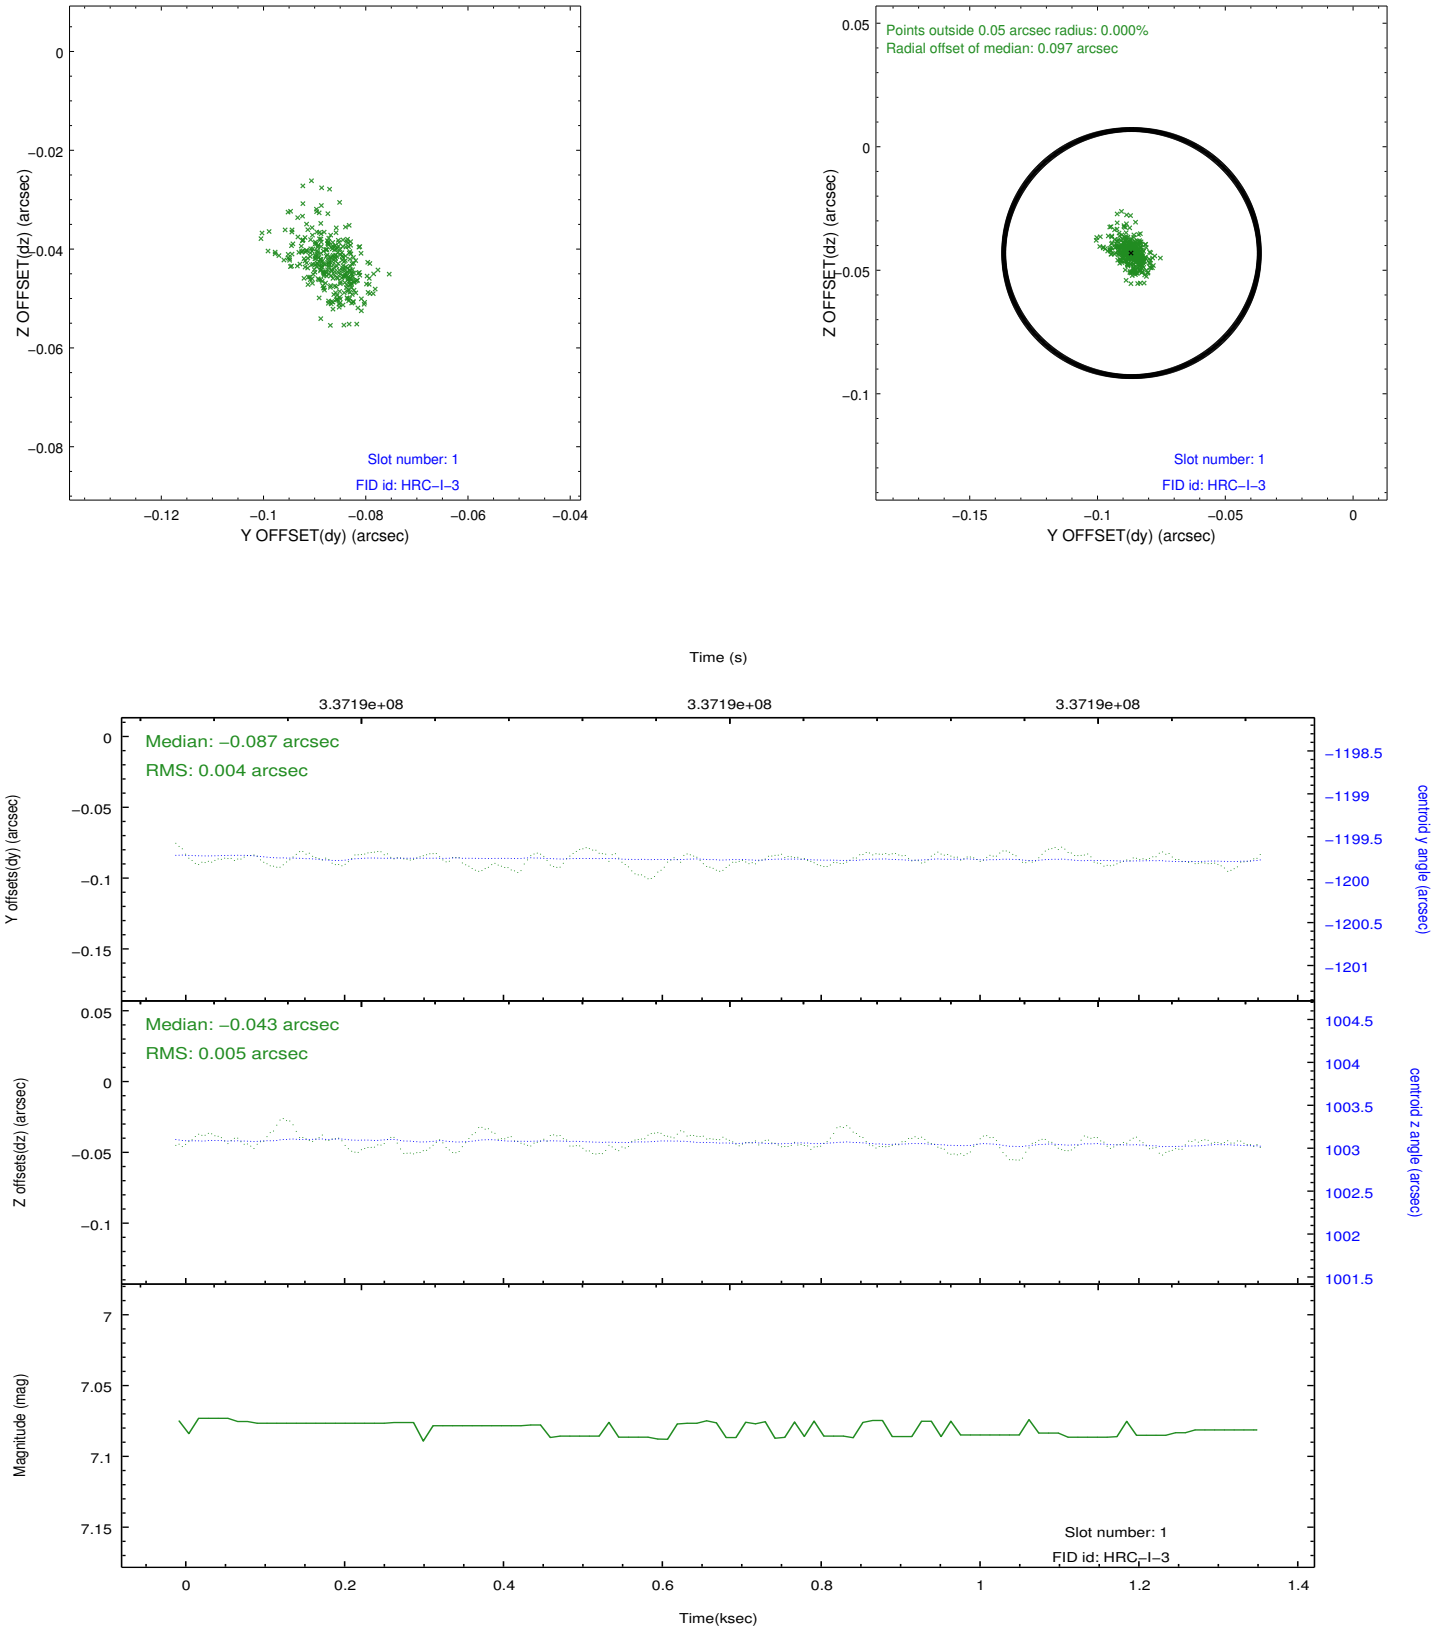 0
−0.02
−0.04
−0.06
−0.08
Z OFFSET(dz) (arcsec)
Slot number: 1
FID id: HRC−I−3
−0.12
−0.1
−0.08
−0.06
−0.04
Y OFFSET(dy) (arcsec)
Points outside 0.05 arcsec radius: 0.000%
Radial offset of median: 0.097 arcsec
0.05
0
−0.05
−0.1
Z OFFSET(dz) (arcsec)
Slot number: 1
FID id: HRC−I−3
−0.15
−0.1
−0.05
0
Y OFFSET(dy) (arcsec)
Time (s)
3.3719e+08
3.3719e+08
3.3719e+08
Median: −0.087 arcsec
RMS: 0.004 arcsec
0
−0.05
−0.1
−0.15
Y offsets(dy) (arcsec)
−1198.5
−1199
−1199.5
−1200
−1200.5
−1201
centroid y angle (arcsec)
Median: −0.043 arcsec
RMS: 0.005 arcsec
0.05
0
−0.05
−0.1
Z offsets(dz) (arcsec)
1004.5
1004
1003.5
1003
1002.5
1002
1001.5
centroid z angle (arcsec)
7
7.05
7.1
7.15
Magnitude (mag)
Slot number: 1
FID id: HRC−I−3
0
0.2
0.4
0.6
0.8
1
1.2
1.4
Time(ksec)